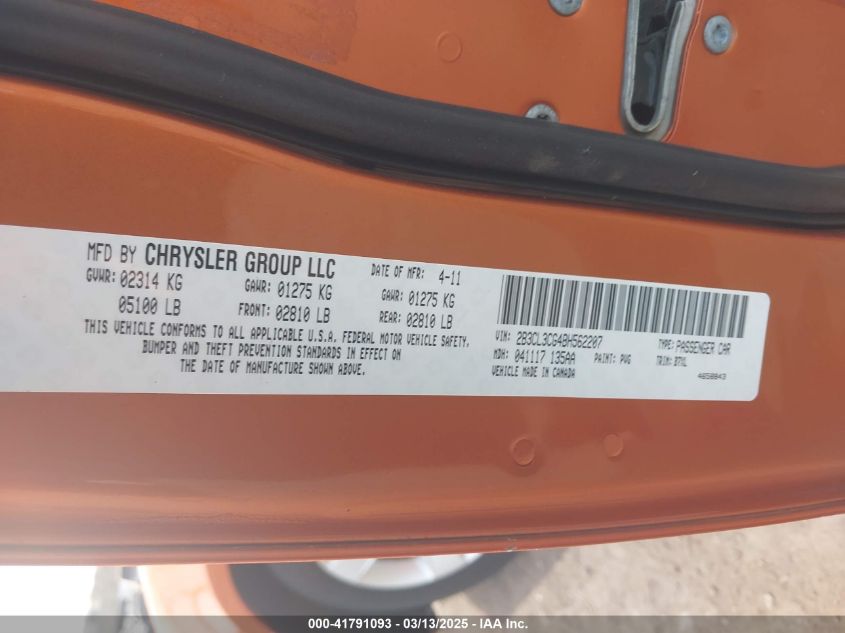 MFD BY CHRYSLER GROUP LLC DATE OF MFR: 4-11
GVWR: 02314 KG GAWR: 01275 KG GAWR: 01275 KG
05100 LB FRONT: 02810 LB REAR: 02810 LB
THIS VEHICLE CONFORMS TO ALL APPLICABLE U.S.A. FEDERAL MOTOR VEHICLE SAFETY,
BUMPER AND THEFT PREVENTION STANDARDS IN EFFECT ON
THE DATE OF MANUFACTURE SHOWN ABOVE.
VIN: 2B3CL3CG4BH562207 TYPE: PASSENGER CAR
MDH: 041117 135AA PAINT: PVG TRIM: B7XL
VEHICLE MADE IN CANADA 4650843
000-41791093 - 03/13/2025 - IAA Inc.